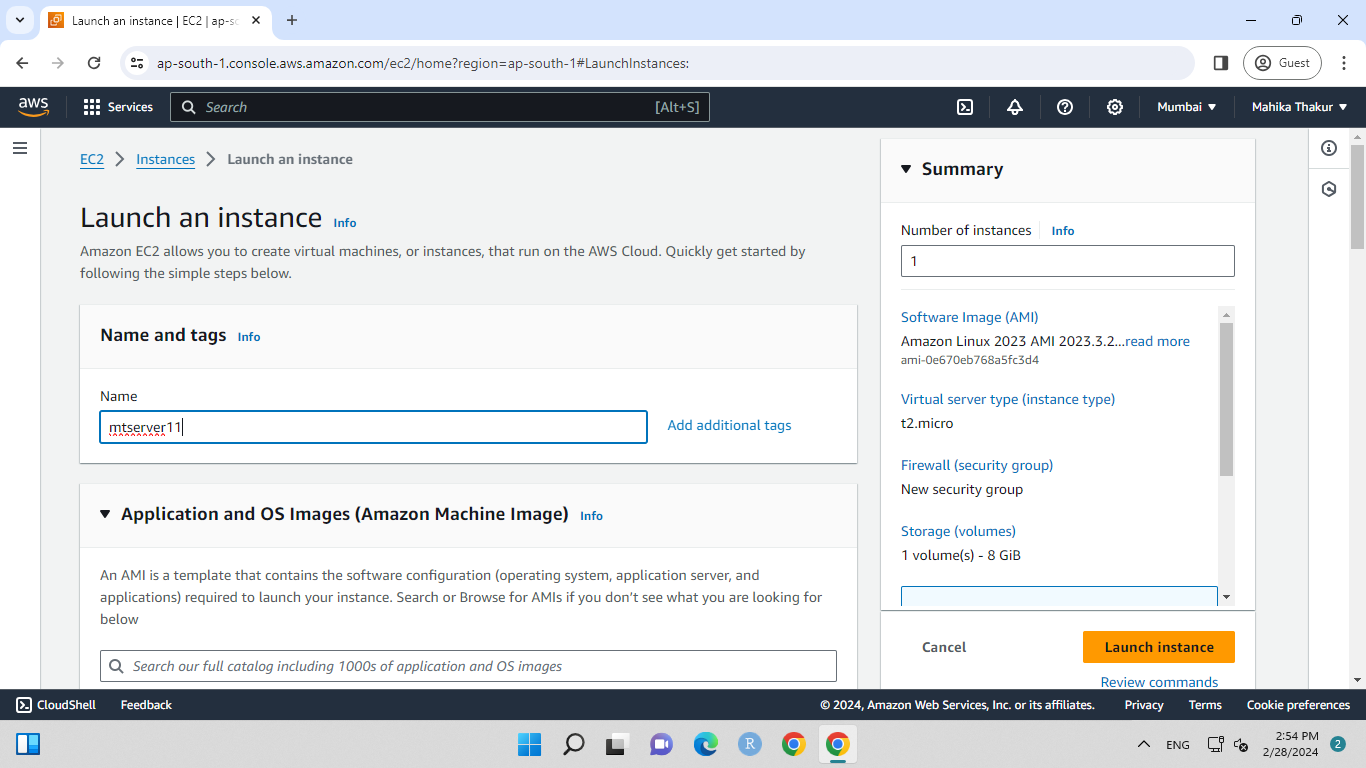 Launch an instance | EC2 | ap-sc
ap-south-1.console.aws.amazon.com/ec2/home?region=ap-south-1#LaunchInstances:
Guest
aws
Services
Search
[Alt+S]
Mumbai
Mahika Thakur
EC2
Instances
Launch an instance
Launch an instance
Info
Amazon EC2 allows you to create virtual machines, or instances, that run on the AWS Cloud. Quickly get started by
following the simple steps below.
Name and tags
Info
Name
mtserver11
Add additional tags
Application and OS Images (Amazon Machine Image)
Info
An AMI is a template that contains the software configuration (operating system, application server, and
applications) required to launch your instance. Search or Browse for AMIs if you don't see what you are looking for
below
Search our full catalog including 1000s of application and OS images
Summary
Number of instances
Info
1
Software Image (AMI)
Amazon Linux 2023 AMI 2023.3.2...read more
ami-0e670eb768a5fc3d4
Virtual server type (instance type)
t2.micro
Firewall (security group)
New security group
Storage (volumes)
1 volume(s) - 8 GiB
Cancel
Launch instance
Review commands
CloudShell
Feedback
© 2024, Amazon Web Services, Inc. or its affiliates.
Privacy
Terms
Cookie preferences
R
ENG
2:54 PM
2/28/2024
2